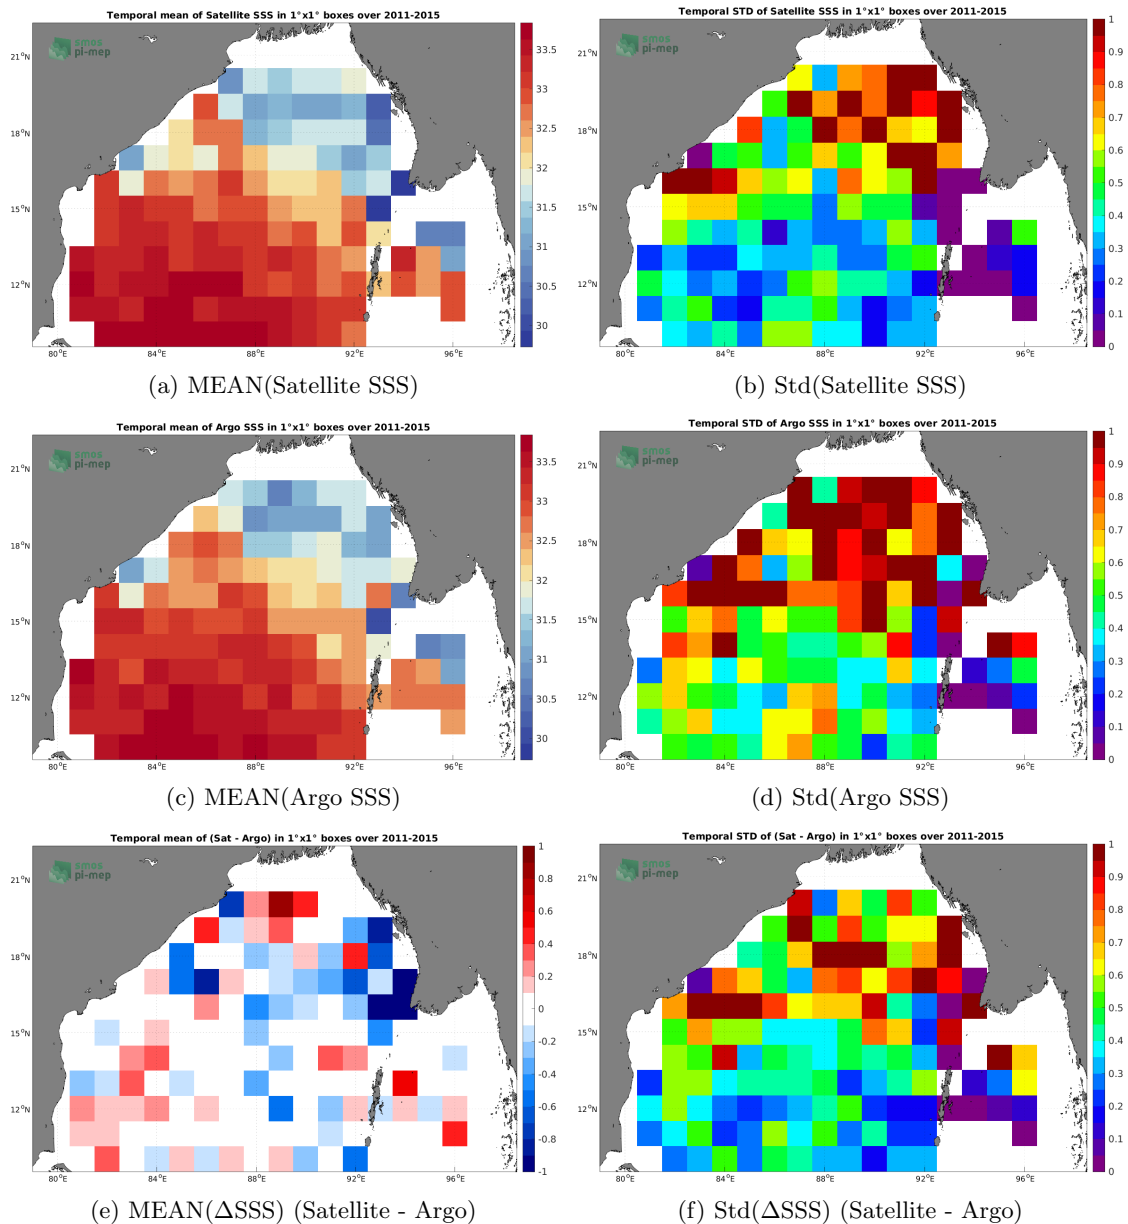 Temporal mean of Satellite SSS in 1°x1° boxes over 2011-2015
smos
pi-mep
21°N
18°N
15°N
12°N
80°E 84°E 88°E 92°E 96°E
33.5
33
32.5
32
31.5
31
30.5
30
(a) MEAN(Satellite SSS)
Temporal STD of Satellite SSS in 1°x1° boxes over 2011-2015
smos
pi-mep
21°N
18°N
15°N
12°N
80°E 84°E 88°E 92°E 96°E
1
0.9
0.8
0.7
0.6
0.5
0.4
0.3
0.2
0.1
0
(b) Std(Satellite SSS)
Temporal mean of Argo SSS in 1°x1° boxes over 2011-2015
smos
pi-mep
21°N
18°N
15°N
12°N
80°E 84°E 88°E 92°E 96°E
33.5
33
32.5
32
31.5
31
30.5
30
(c) MEAN(Argo SSS)
Temporal STD of Argo SSS in 1°x1° boxes over 2011-2015
smos
pi-mep
21°N
18°N
15°N
12°N
80°E 84°E 88°E 92°E 96°E
1
0.9
0.8
0.7
0.6
0.5
0.4
0.3
0.2
0.1
0
(d) Std(Argo SSS)
Temporal mean of (Sat - Argo) in 1°x1° boxes over 2011-2015
smos
pi-mep
21°N
18°N
15°N
12°N
80°E 84°E 88°E 92°E 96°E
1
0.8
0.6
0.4
0.2
0
-0.2
-0.4
-0.6
-0.8
-1
(e) MEAN(ΔSSS) (Satellite - Argo)
Temporal STD of (Sat - Argo) in 1°x1° boxes over 2011-2015
smos
pi-mep
21°N
18°N
15°N
12°N
80°E 84°E 88°E 92°E 96°E
1
0.9
0.8
0.7
0.6
0.5
0.4
0.3
0.2
0.1
0
(f) Std(ΔSSS) (Satellite - Argo)